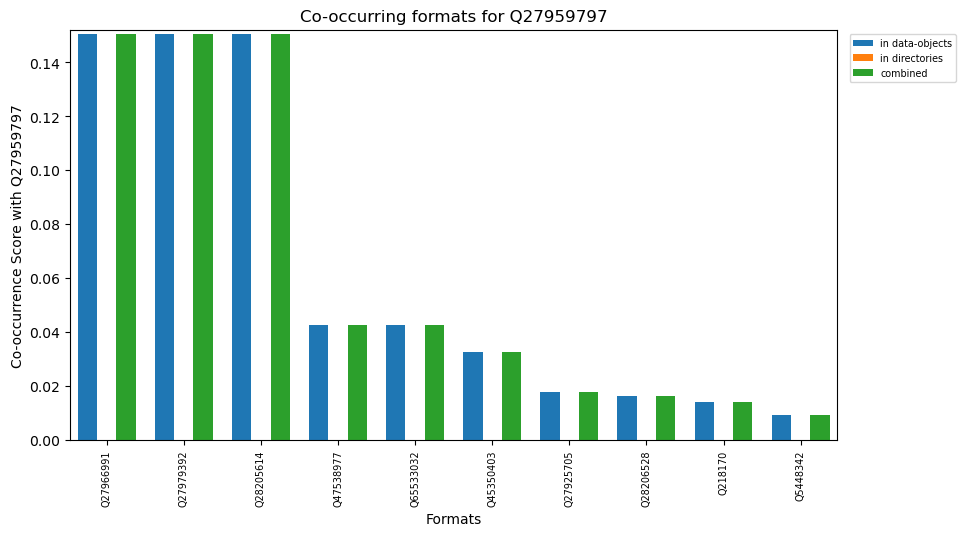 Co-occurring formats for Q27959797
in data-objects
in directories
combined
Co-occurrence Score with Q27959797
0.14
0.12
0.10
0.08
0.06
0.04
0.02
0.00
Q27966991
Q27979392
Q28205614
Q47538977
Q65533032
Q45350403
Q27925705
Q28206528
Q218170
Q5448342
Formats